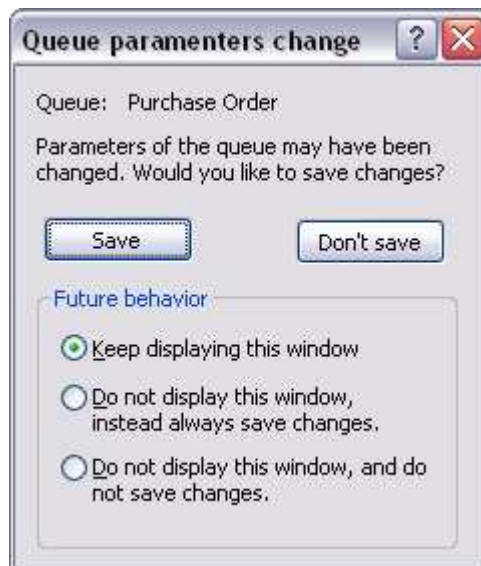 Queue paramenters change
Queue: Purchase Order
Parameters of the queue may have been
changed. Would you like to save changes?
Save Don't save
Future behavior
Keep displaying this window
Do not display this window,
instead always save changes.
Do not display this window, and do
not save changes.